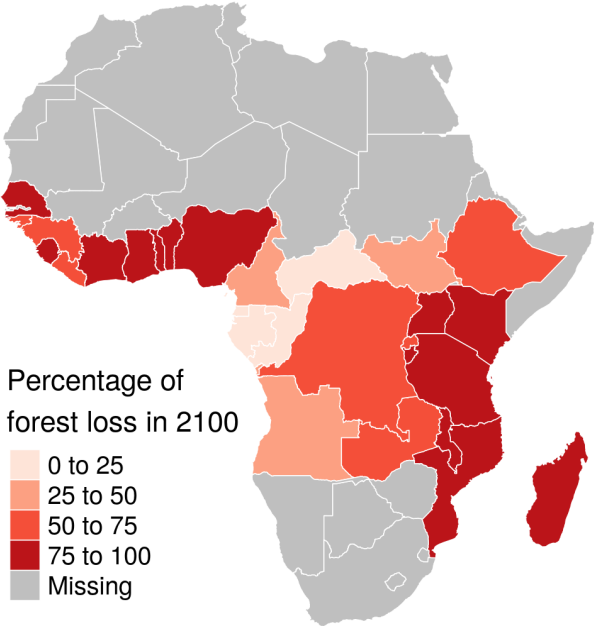 Percentage of
forest loss in 2100
0 to 25
25 to 50
50 to 75
75 to 100
Missing